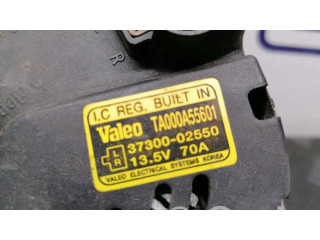 R
I.C REG. BUILT IN
Valeo TA000A55601
L R 37300-02550
13.5V 70A
VALEO ELECTRICAL SYSTEMS KOREA